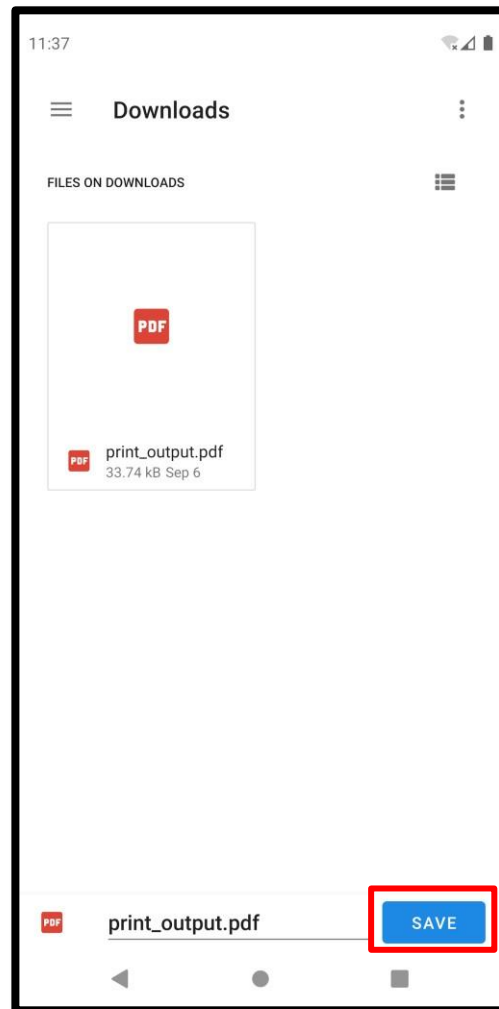 11:37
Downloads
FILES ON DOWNLOADS
PDF
PDF
print_output.pdf
33.74 kB Sep 6
PDF
print_output.pdf
SAVE